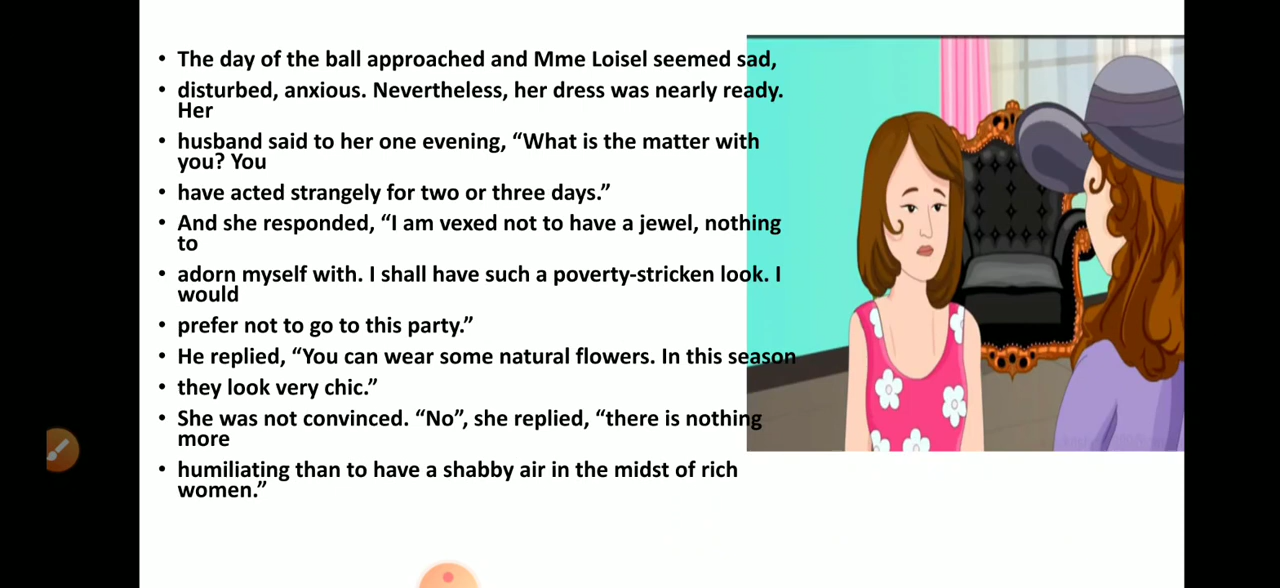 • The day of the ball approached and Mme Loisel seemed sad,
• disturbed, anxious. Nevertheless, her dress was nearly ready.
Her
• husband said to her one evening, “What is the matter with
you? You
• have acted strangely for two or three days.”
• And she responded, “I am vexed not to have a jewel, nothing
to
• adorn myself with. I shall have such a poverty-stricken look. I
would
• prefer not to go to this party.”
• He replied, “You can wear some natural flowers. In this season
• they look very chic.”
• She was not convinced. “No”, she replied, “there is nothing
more
• humiliating than to have a shabby air in the midst of rich
women.”